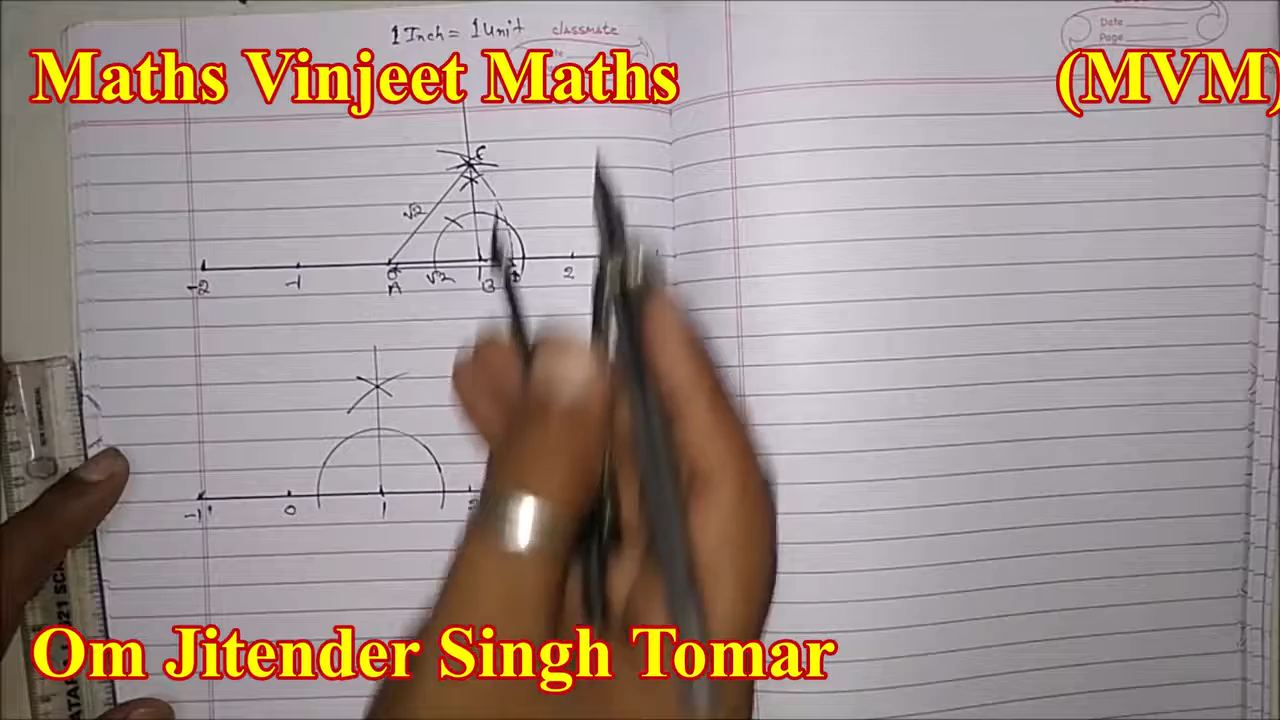 1 Inch = 1 Unit
classmate
Date
Page
Maths Vinjeet Maths (MVM)
C
√2
-2 -1 0 √2 1 2
A B D
-1 0 1 2
Om Jitender Singh Tomar